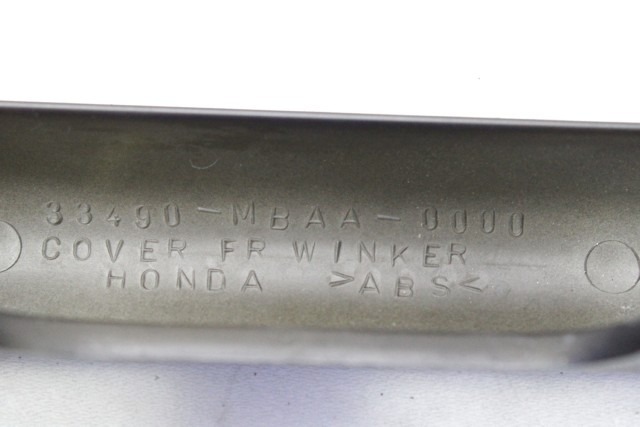 33490-MBAA-0000
COVER FR WINKER
HONDA >ABS<